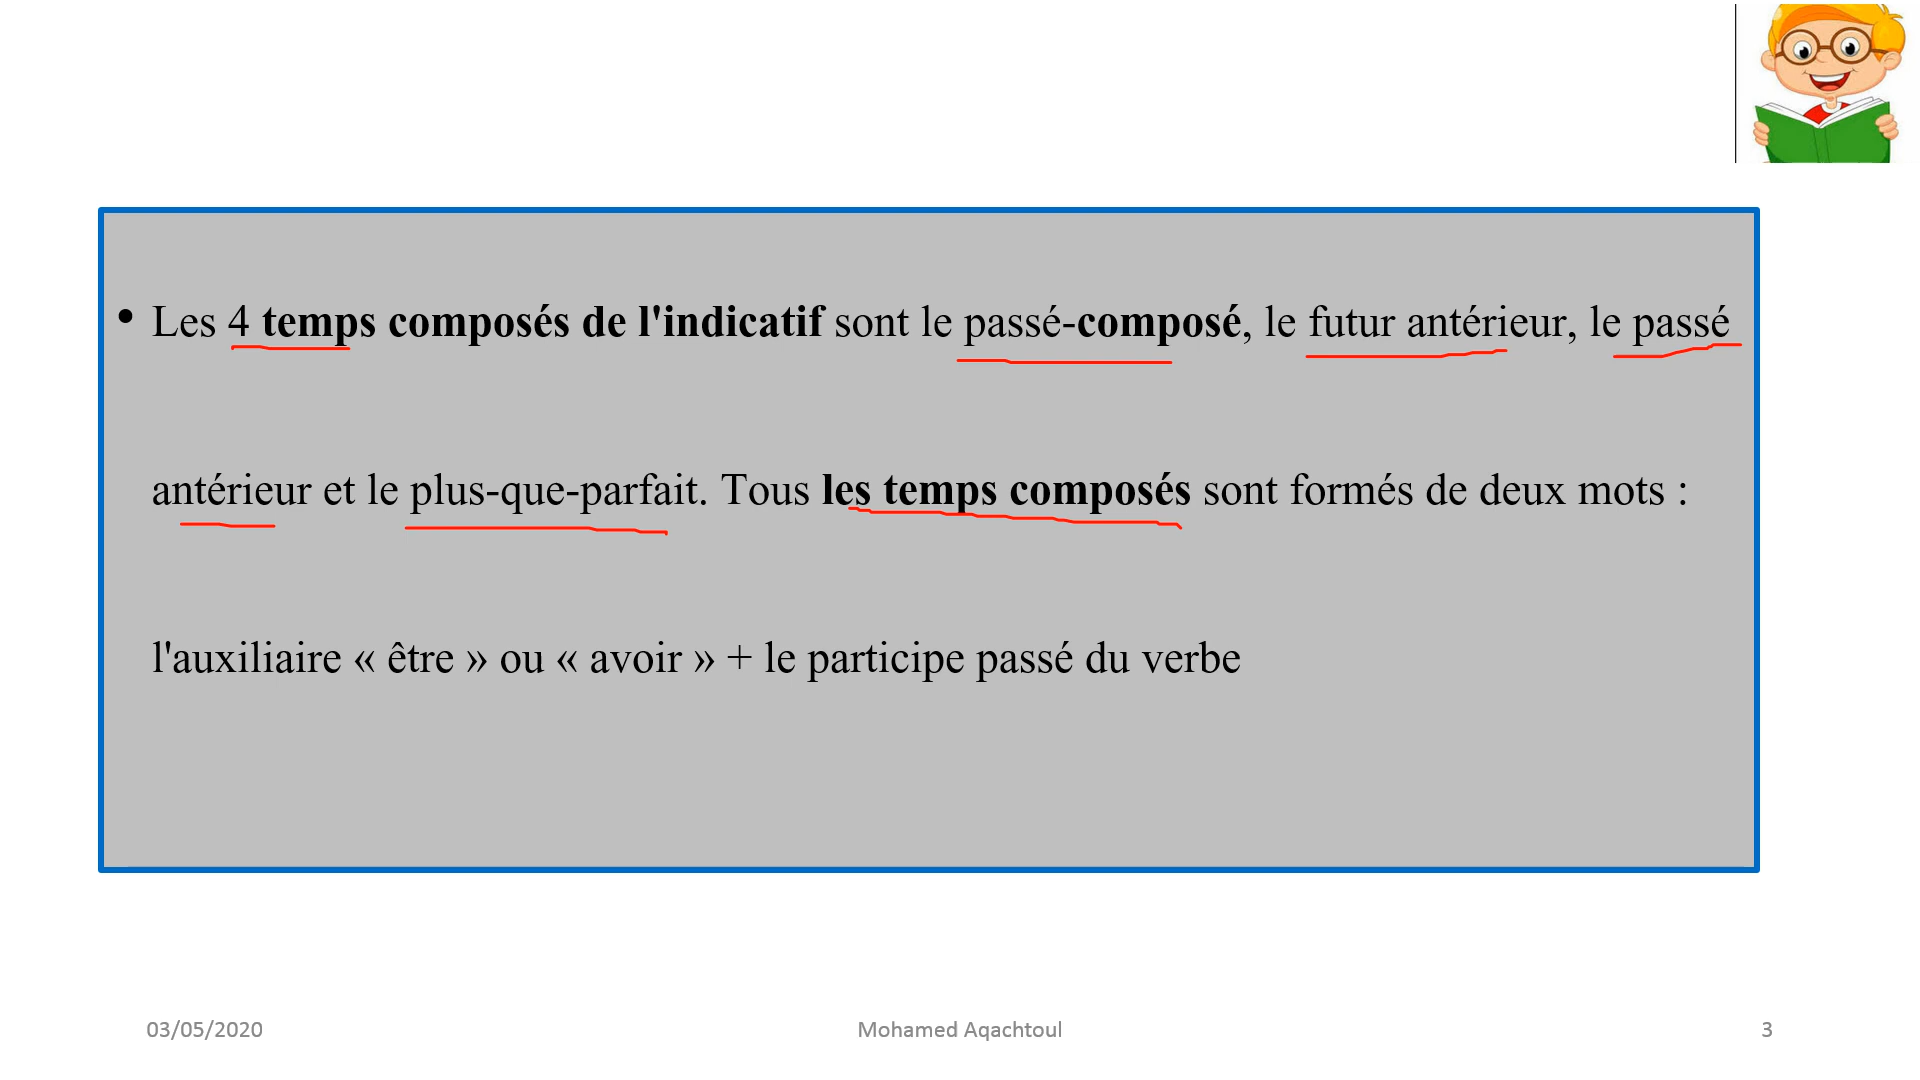 • Les 4 temps composés de l'indicatif sont le passé-composé, le futur antérieur, le passé
antérieur et le plus-que-parfait. Tous les temps composés sont formés de deux mots :
l'auxiliaire « être » ou « avoir » + le participe passé du verbe
03/05/2020
Mohamed Aqachtoul
3